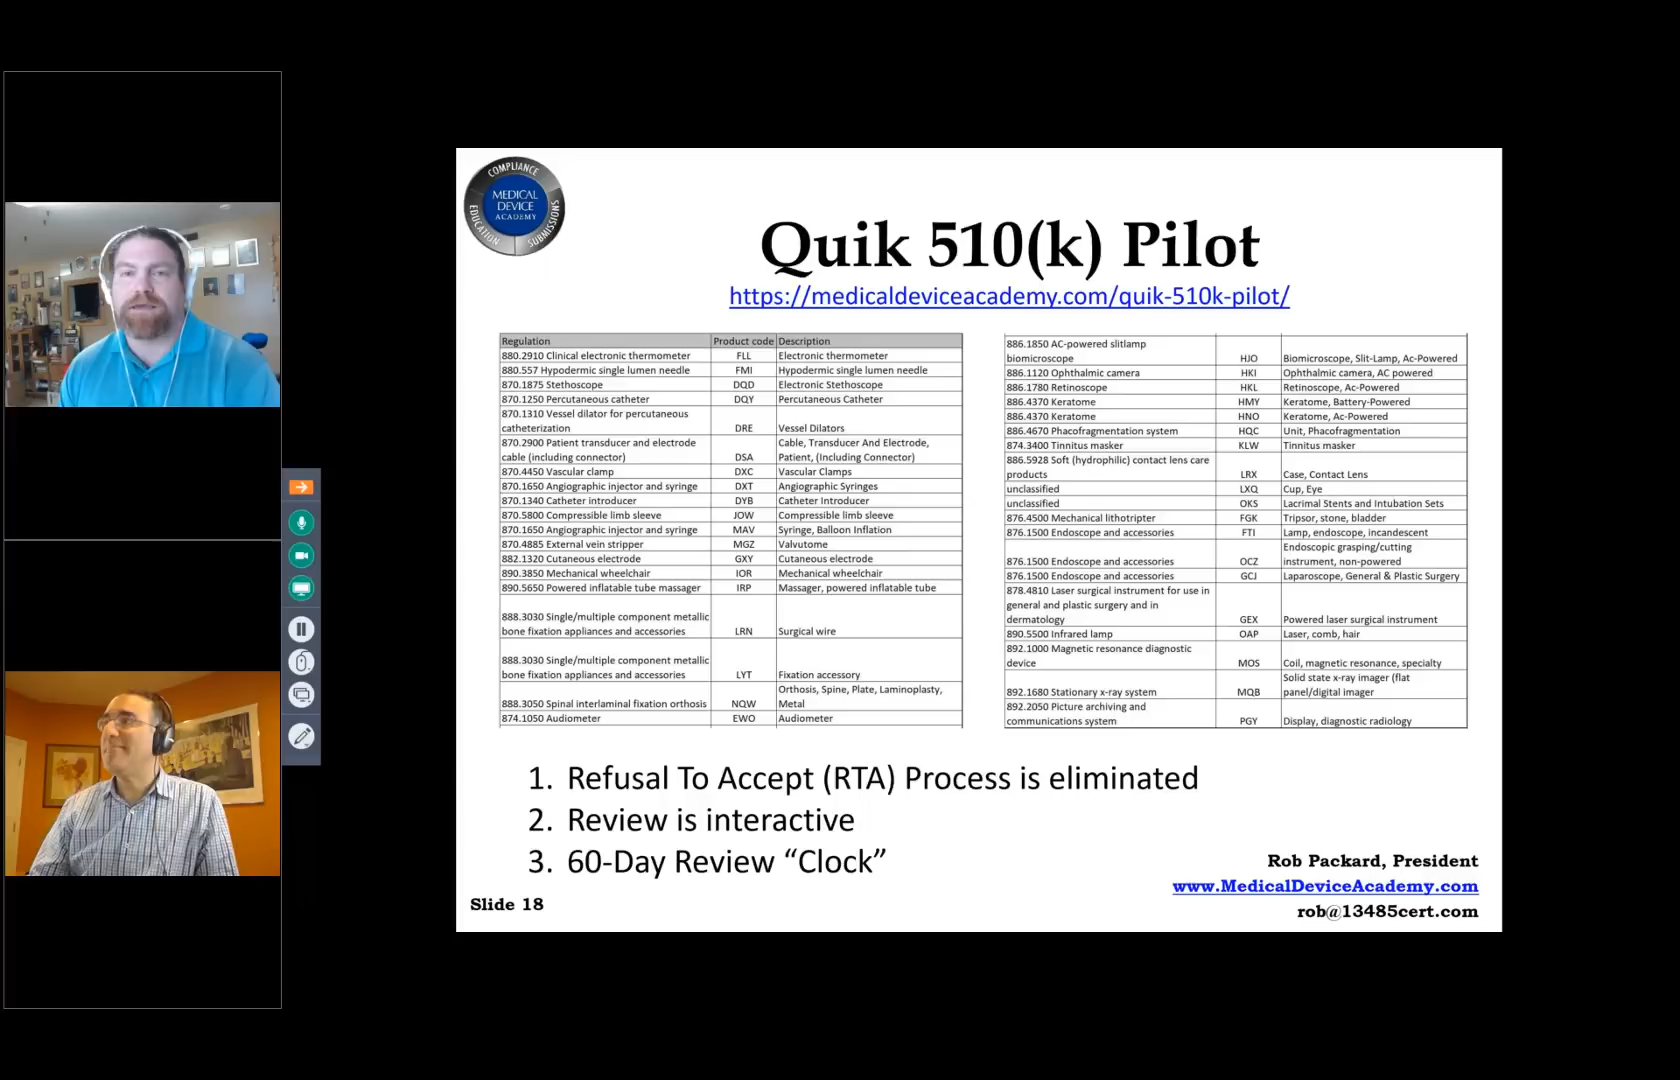 COMPLIANCE
MEDICAL
DEVICE
ACADEMY
EDUCATION
SUBMISSIONS
Quik 510(k) Pilot
https://medicaldeviceacademy.com/quik-510k-pilot/
Regulation Product code Description
880.2910 Clinical electronic thermometer FLL Electronic thermometer
880.557 Hypodermic single lumen needle FMI Hypodermic single lumen needle
870.1875 Stethoscope DQD Electronic Stethoscope
870.1250 Percutaneous catheter DQY Percutaneous Catheter
870.1310 Vessel dilator for percutaneous
catheterization DRE Vessel Dilators
870.2900 Patient transducer and electrode Cable, Transducer And Electrode,
cable (including connector) DSA Patient, (Including Connector)
870.4450 Vascular clamp DXC Vascular Clamps
870.1650 Angiographic injector and syringe DXT Angiographic Syringes
870.1340 Catheter introducer DYB Catheter Introducer
870.5800 Compressible limb sleeve JOW Compressible limb sleeve
870.1650 Angiographic injector and syringe MAV Syringe, Balloon Inflation
870.4885 External vein stripper MGZ Valvutome
882.1320 Cutaneous electrode GXY Cutaneous electrode
890.3850 Mechanical wheelchair IOR Mechanical wheelchair
890.5650 Powered inflatable tube massager IRP Massager, powered inflatable tube
888.3030 Single/multiple component metallic
bone fixation appliances and accessories LRN Surgical wire
888.3030 Single/multiple component metallic
bone fixation appliances and accessories LYT Fixation accessory
Orthosis, Spine, Plate, Laminoplasty,
888.3050 Spinal interlaminal fixation orthosis NQW Metal
874.1050 Audiometer EWO Audiometer
886.1850 AC-powered slitlamp
biomicroscope HJO Biomicroscope, Slit-Lamp, Ac-Powered
886.1120 Ophthalmic camera HKI Ophthalmic camera, AC powered
886.1780 Retinoscope HKL Retinoscope, Ac-Powered
886.4370 Keratome HMY Keratome, Battery-Powered
886.4370 Keratome HNO Keratome, Ac-Powered
886.4670 Phacofragmentation system HQC Unit, Phacofragmentation
874.3400 Tinnitus masker KLW Tinnitus masker
886.5928 Soft (hydrophilic) contact lens care
products LRX Case, Contact Lens
unclassified LXQ Cup, Eye
unclassified OKS Lacrimal Stents and Intubation Sets
876.4500 Mechanical lithotripter FGK Tripsor, stone, bladder
876.1500 Endoscope and accessories FTI Lamp, endoscope, incandescent
Endoscopic grasping/cutting
876.1500 Endoscope and accessories OCZ instrument, non-powered
876.1500 Endoscope and accessories GCJ Laparoscope, General & Plastic Surgery
878.4810 Laser surgical instrument for use in
general and plastic surgery and in
dermatology GEX Powered laser surgical instrument
890.5500 Infrared lamp OAP Laser, comb, hair
892.1000 Magnetic resonance diagnostic
device MOS Coil, magnetic resonance, specialty
Solid state x-ray imager (flat
892.1680 Stationary x-ray system MQB panel/digital imager
892.2050 Picture archiving and
communications system PGY Display, diagnostic radiology
1. Refusal To Accept (RTA) Process is eliminated
2. Review is interactive
3. 60-Day Review “Clock”
Rob Packard, President
www.MedicalDeviceAcademy.com
rob@13485cert.com
Slide 18